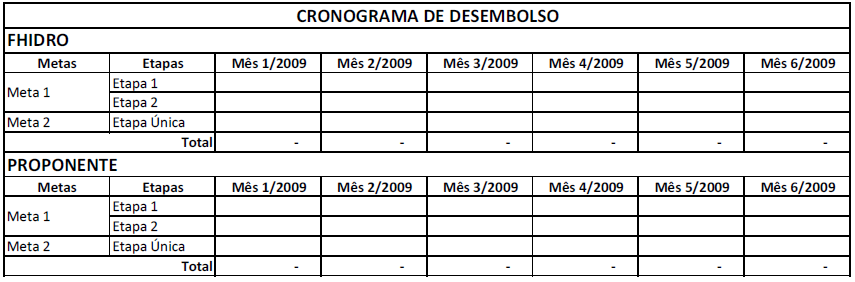 CRONOGRAMA DE DESEMBOLSO
FHIDRO
Metas Etapas Mês 1/2009 Mês 2/2009 Mês 3/2009 Mês 4/2009 Mês 5/2009 Mês 6/2009
Meta 1 Etapa 1
Etapa 2
Meta 2 Etapa Única
Total - - - - - -
PROPONENTE
Metas Etapas Mês 1/2009 Mês 2/2009 Mês 3/2009 Mês 4/2009 Mês 5/2009 Mês 6/2009
Meta 1 Etapa 1
Etapa 2
Meta 2 Etapa Única
Total - - - - - -